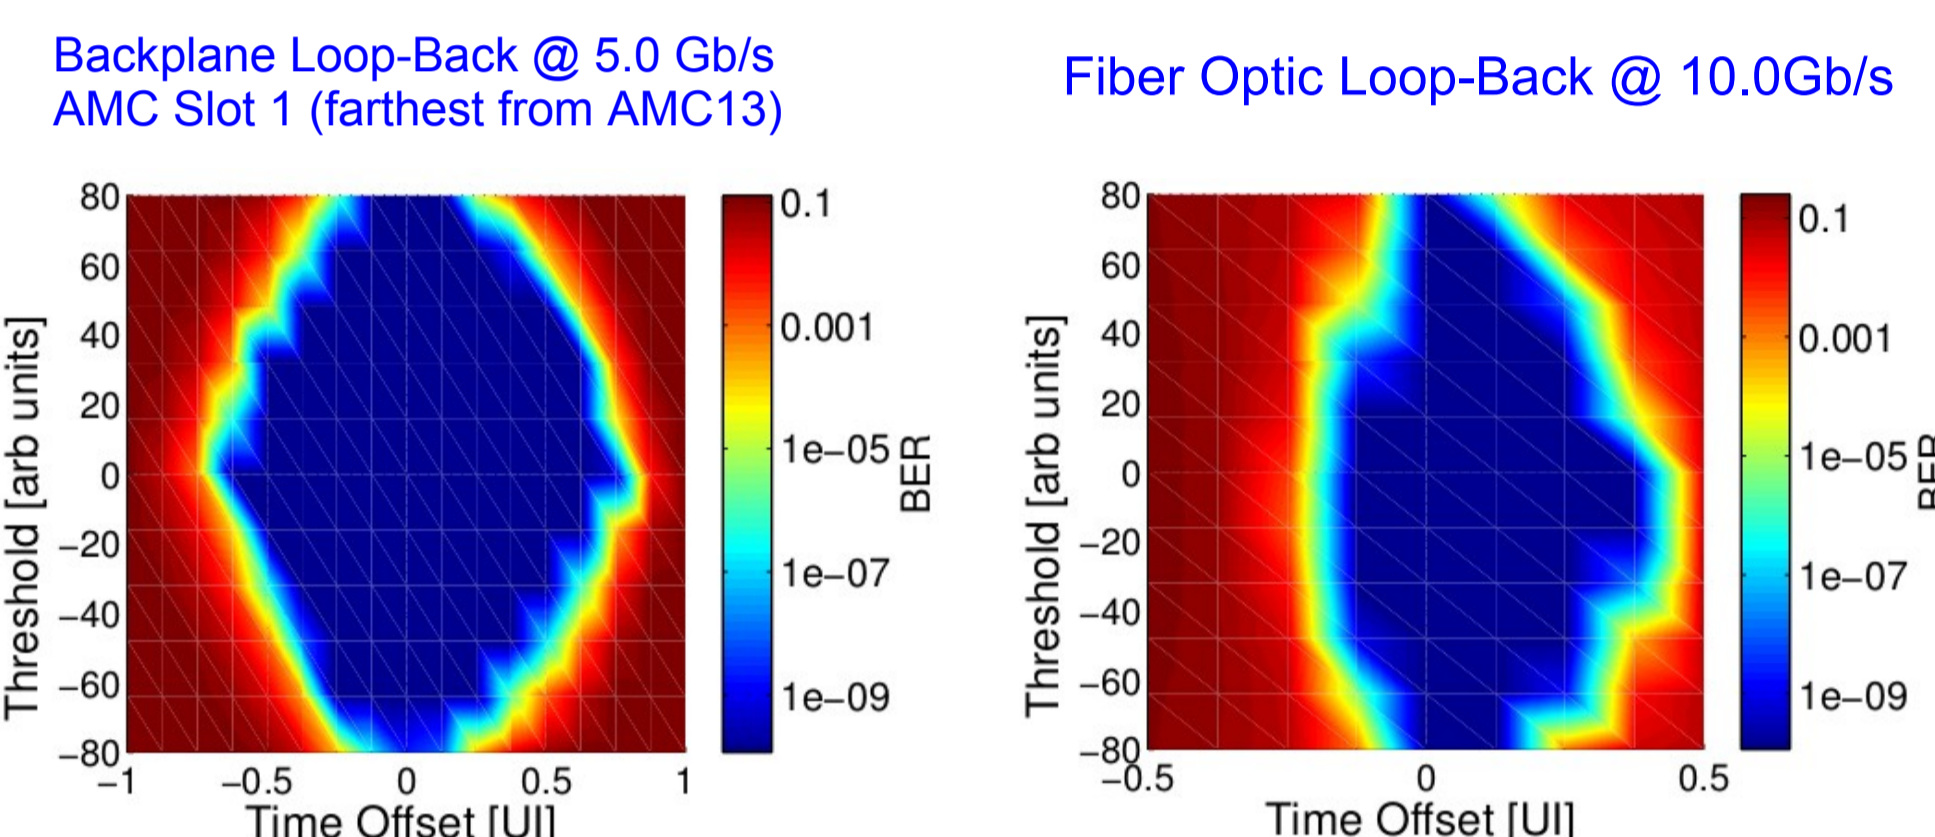 Backplane Loop-Back @ 5.0 Gb/s
AMC Slot 1 (farthest from AMC13)
Fiber Optic Loop-Back @ 10.0Gb/s
80
60
40
20
0
−20
−40
−60
−80
Threshold [arb units]
−1
−0.5
0
0.5
1
Time Offset [UI]
0.1
0.001
1e−05
1e−07
1e−09
BER
80
60
40
20
0
−20
−40
−60
−80
Threshold [arb units]
−0.5
0
0.5
Time Offset [UI]
0.1
0.001
1e−05
1e−07
1e−09
BER